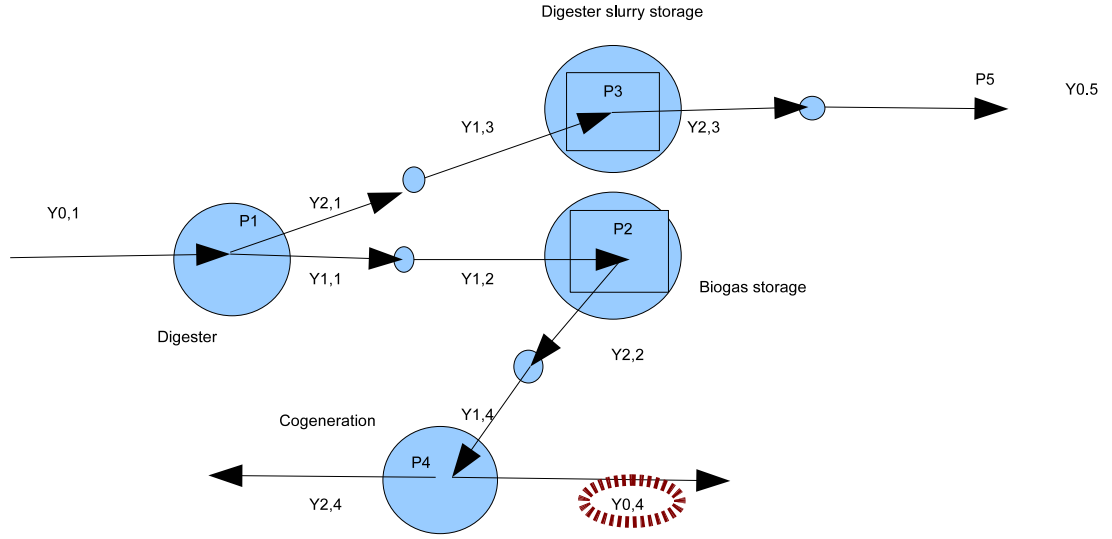 Digester slurry storage
P5
Y0.5
P3
Y1,3
Y2,3
Y0,1
P1
Y2,1
P2
Y1,1
Y1,2
Biogas storage
Digester
Y2,2
Y1,4
Cogeneration
P4
Y2,4
Y0,4